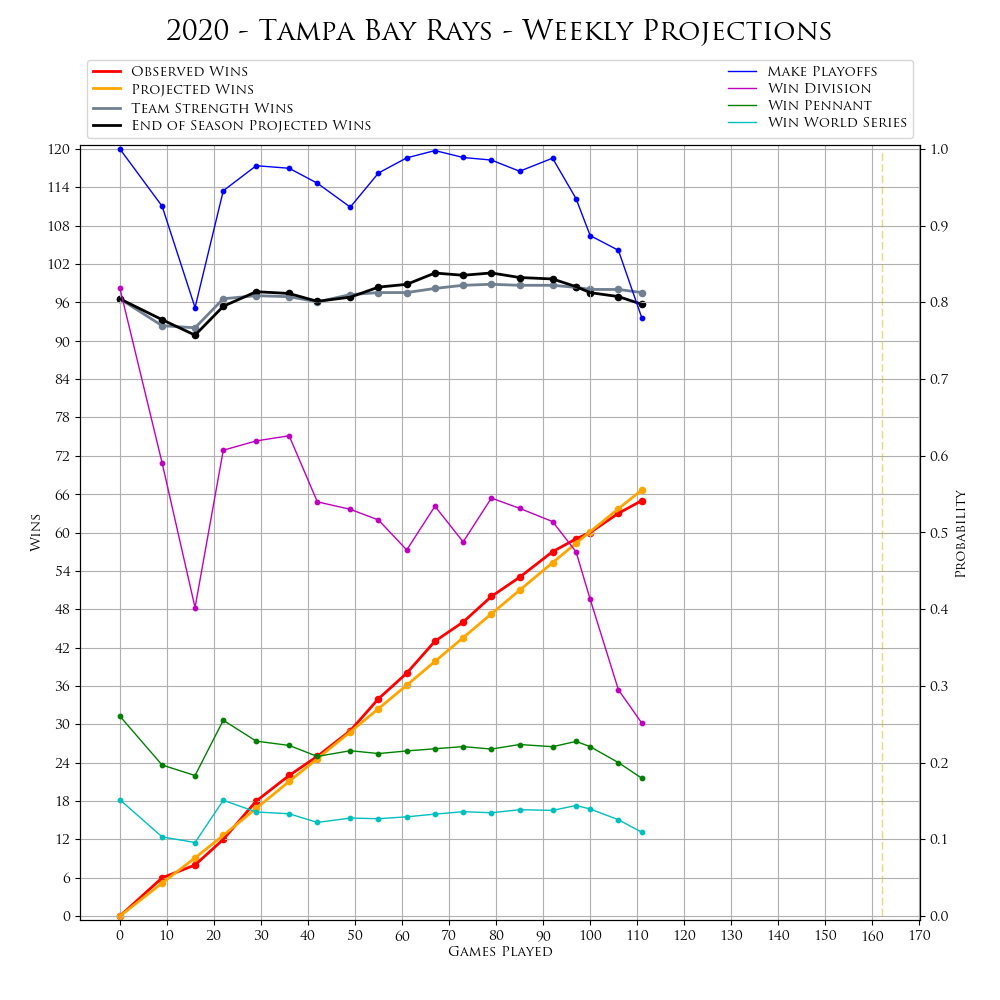 2020 - Tampa Bay Rays - Weekly Projections
Observed Wins
Projected Wins
Team Strength Wins
End of Season Projected Wins
Make Playoffs
Win Division
Win Pennant
Win World Series
120
114
108
102
96
90
84
78
72
66
60
54
48
42
36
30
24
18
12
6
0
Wins
1.0
0.9
0.8
0.7
0.6
0.5
0.4
0.3
0.2
0.1
0.0
Probability
0 10 20 30 40 50 60 70 80 90 100 110 120 130 140 150 160 170
Games Played